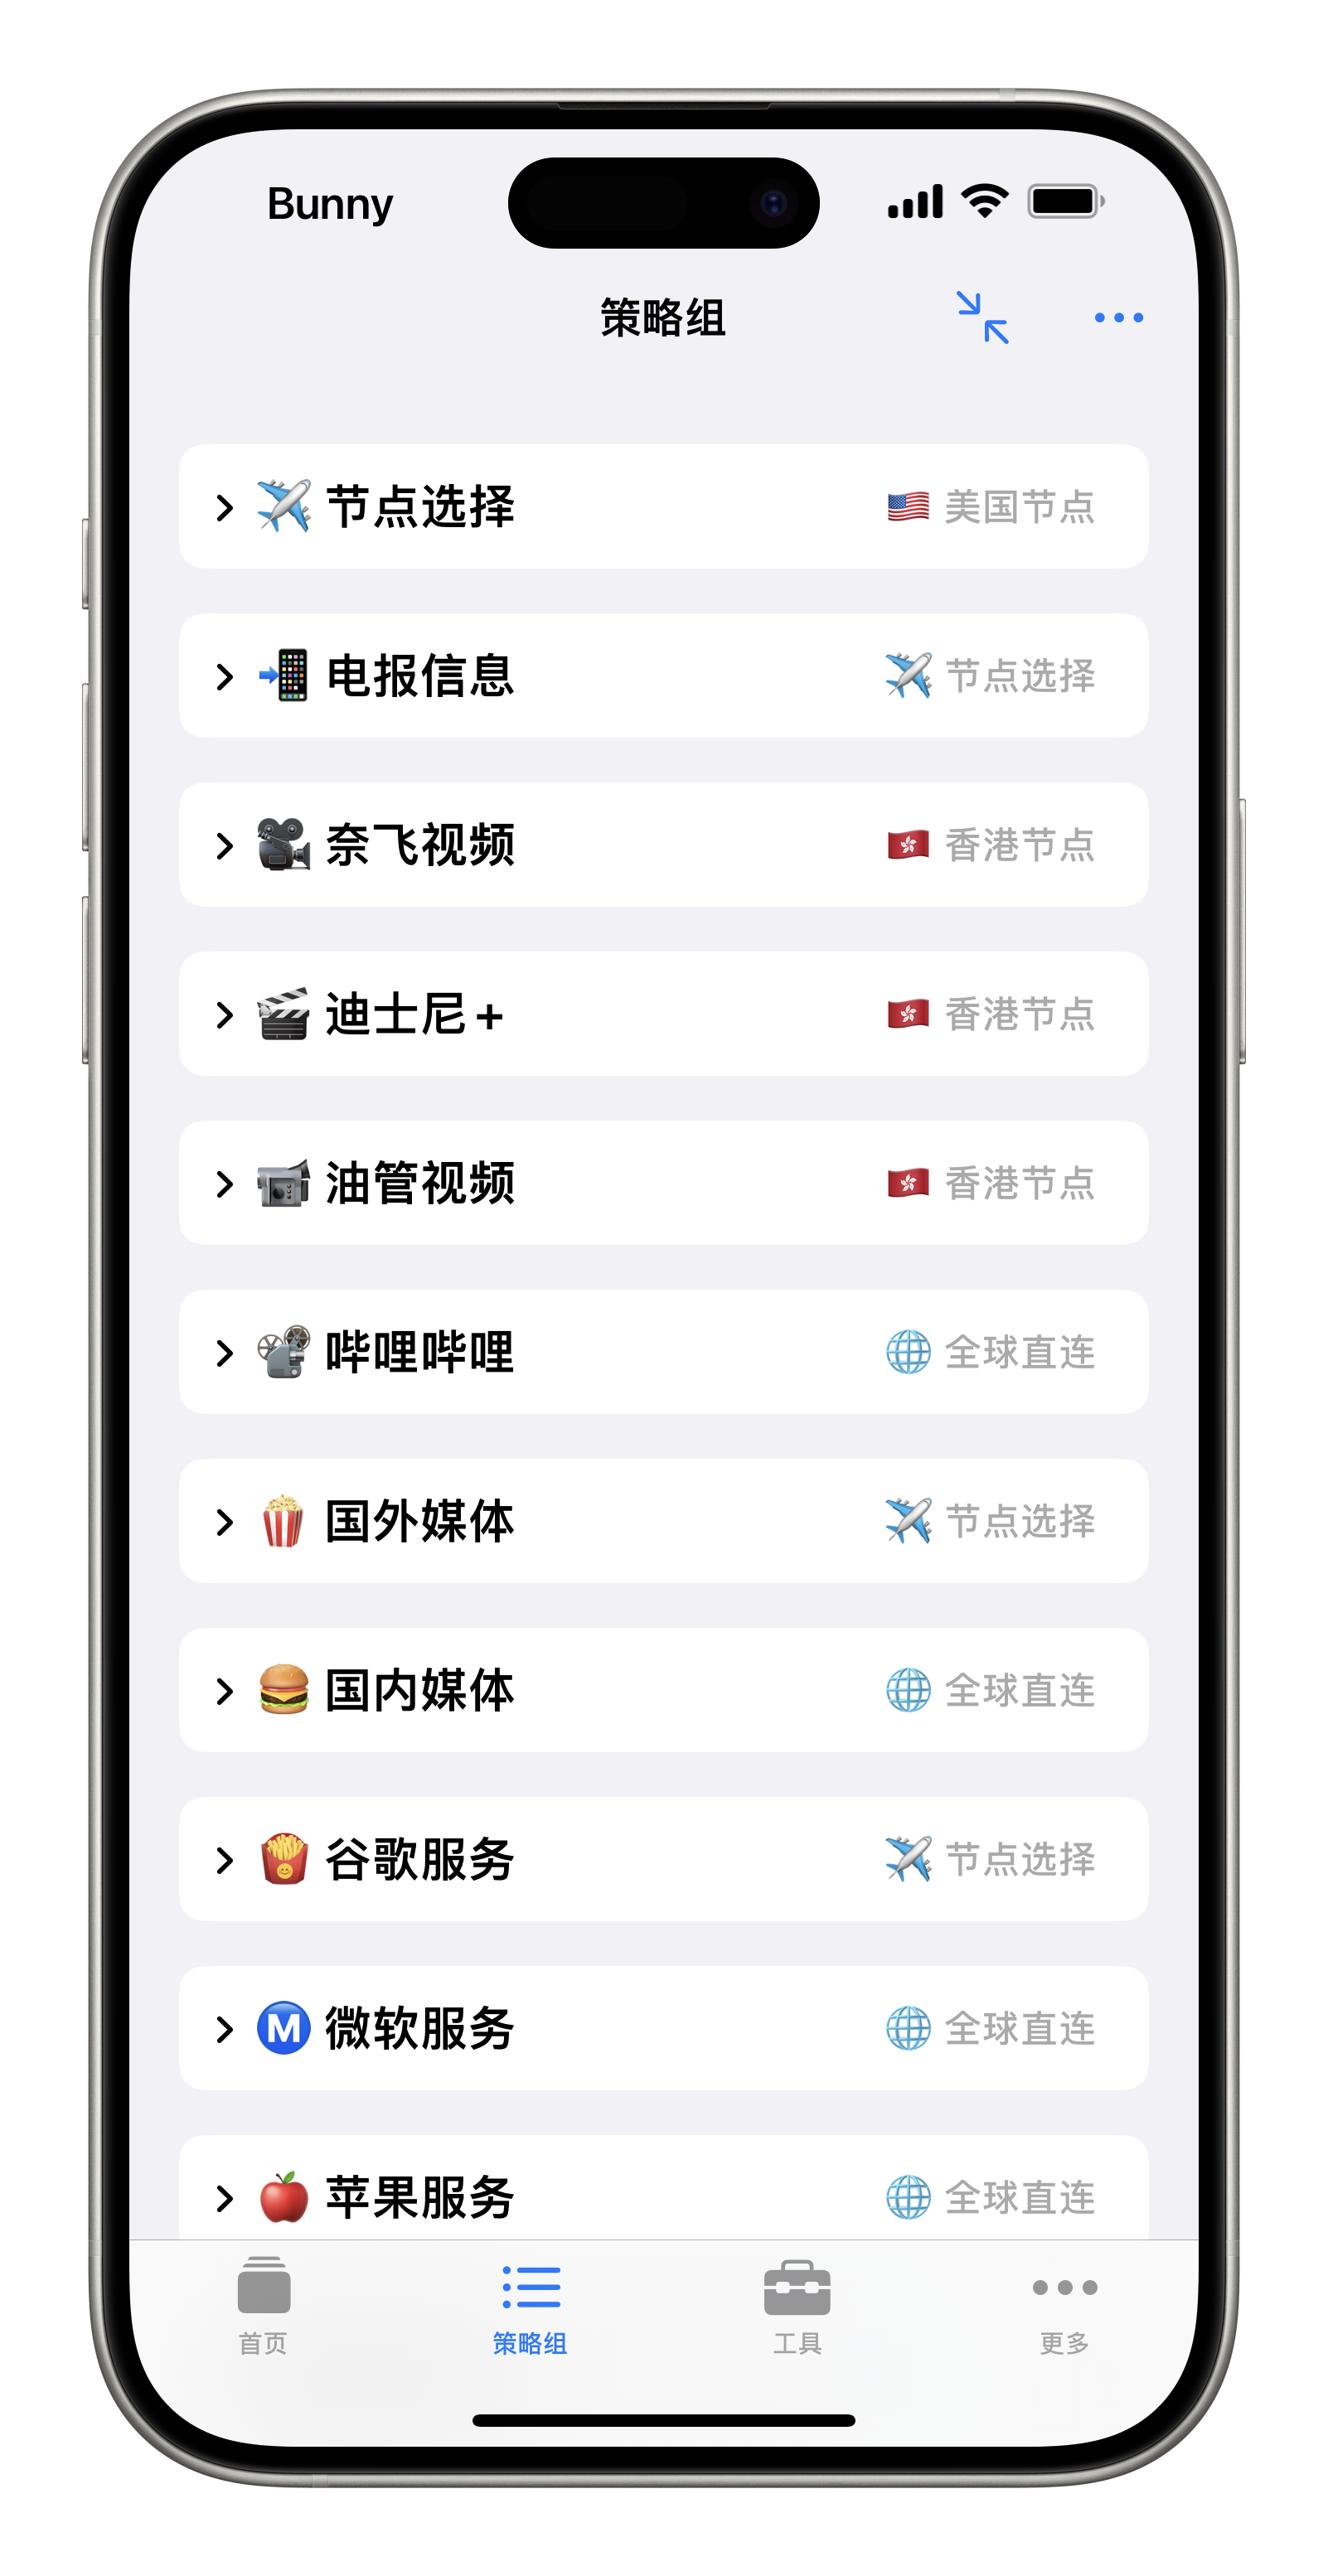 Bunny
策略组
节点选择 美国节点
电报信息 节点选择
奈飞视频 香港节点
迪士尼+ 香港节点
油管视频 香港节点
哔哩哔哩 全球直连
国外媒体 节点选择
国内媒体 全球直连
谷歌服务 节点选择
Ⓜ️ 微软服务 全球直连
苹果服务 全球直连
首页 策略组 工具 更多